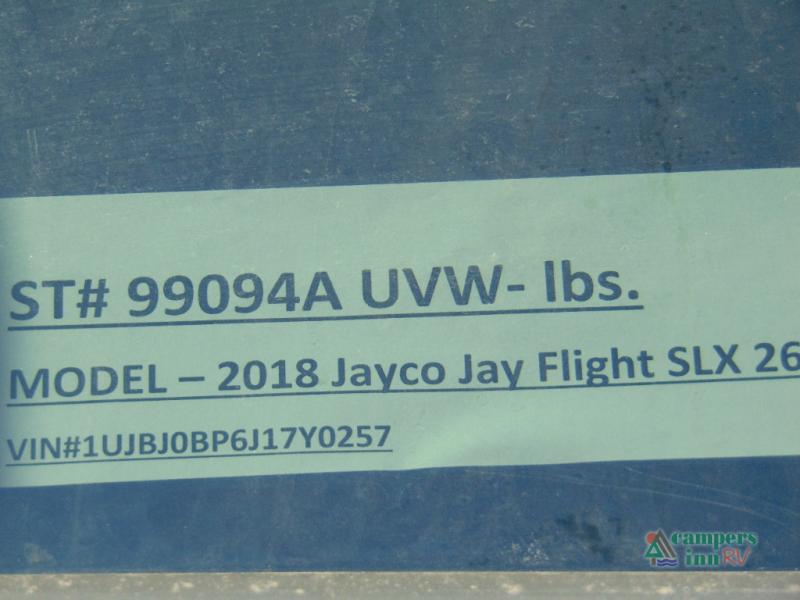 ST# 99094A UVW- lbs.
MODEL – 2018 Jayco Jay Flight SLX 26
VIN#1UJBJ0BP6J17Y0257
campers
inn RV